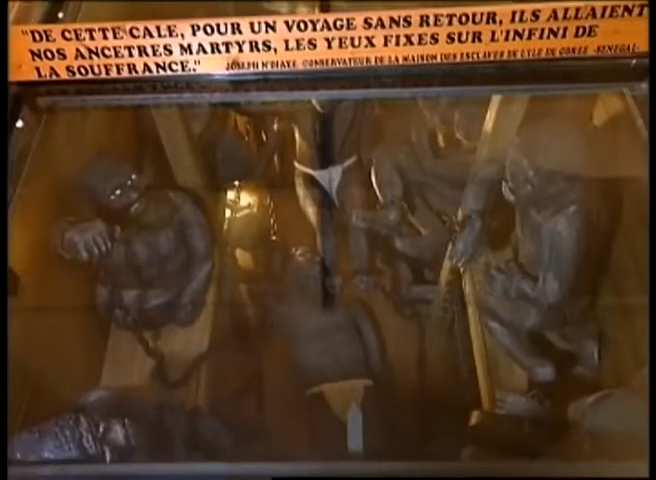 "DE CETTE CALE, POUR UN VOYAGE SANS RETOUR, ILS ALLAIENT
NOS ANCETRES MARTYRS, LES YEUX FIXES SUR L'INFINI DE
LA SOUFFRANCE." JOSEPH N'DIAYE CONSERVATEUR DE LA MAISON DES ESCLAVES DE L'ILE DE GOREE -SENEGAL-